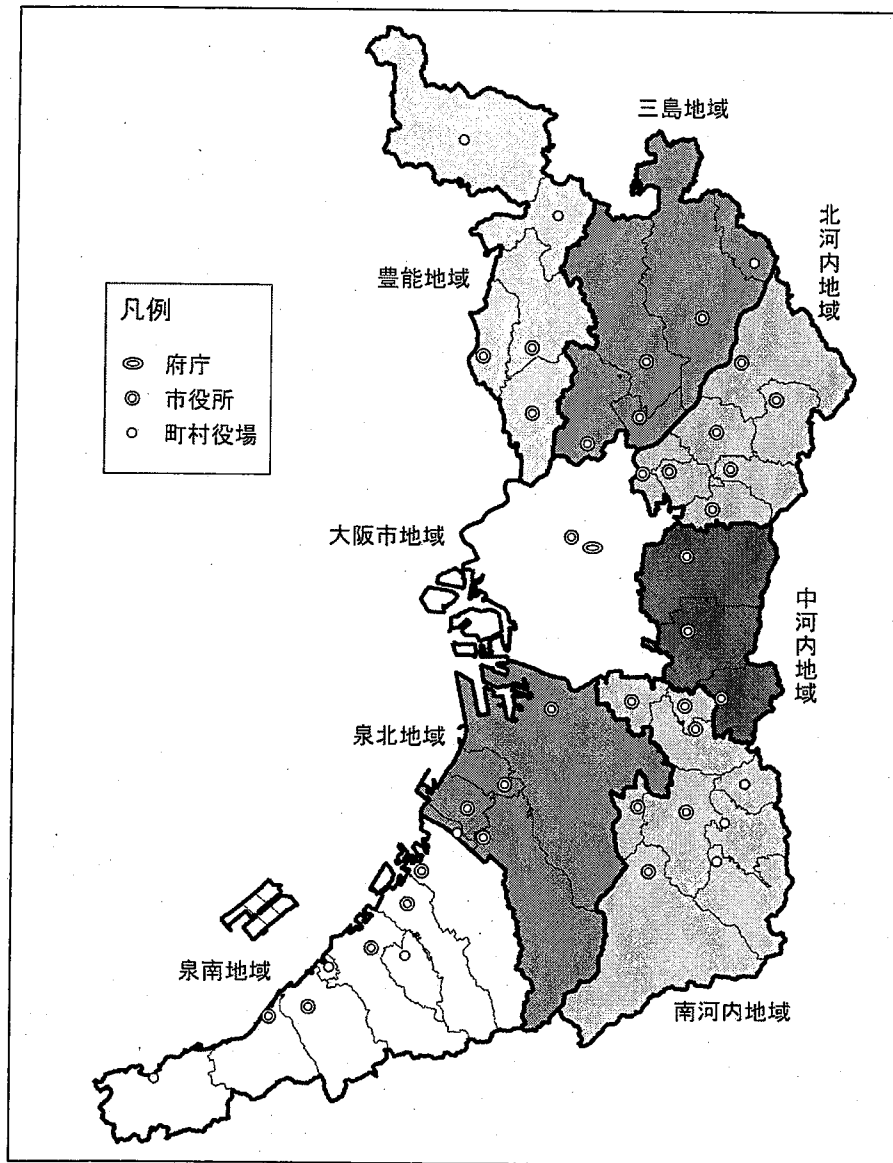 三島地域
北河内地域
豊能地域
凡例
府庁
市役所
町村役場
大阪市地域
中河内地域
泉北地域
泉南地域
南河内地域